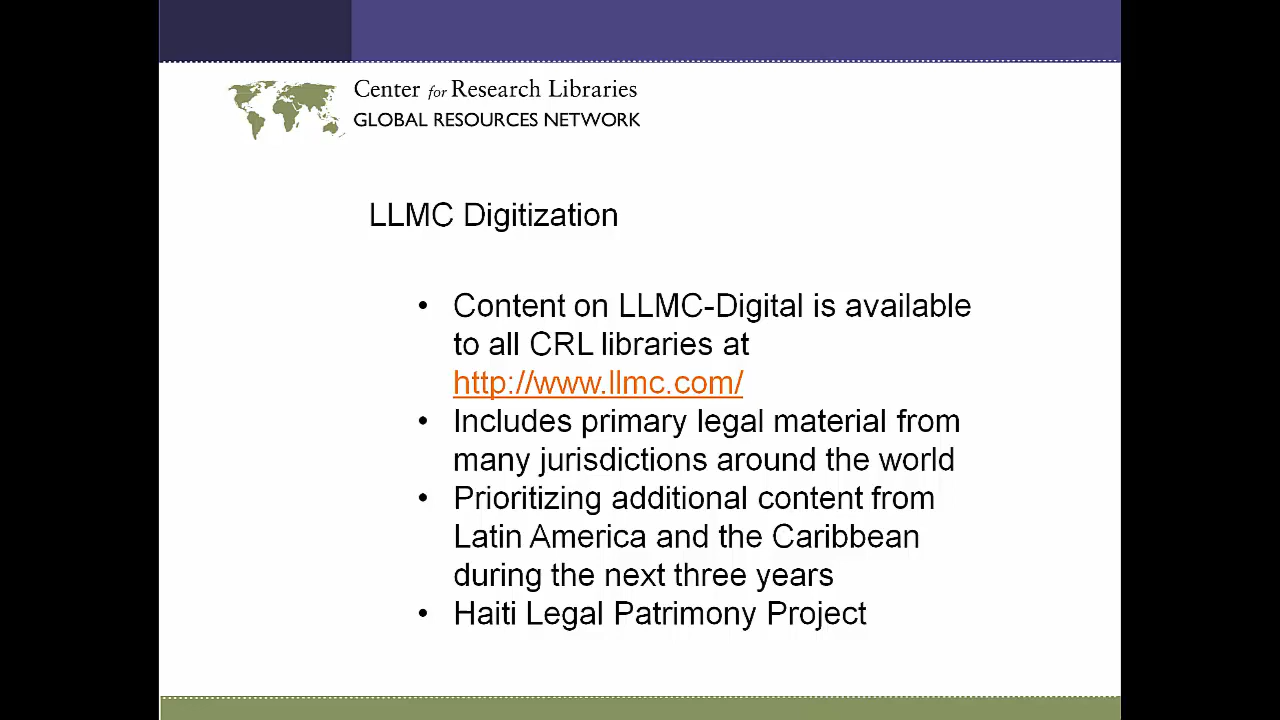 Center for Research Libraries
GLOBAL RESOURCES NETWORK
LLMC Digitization
• Content on LLMC-Digital is available
to all CRL libraries at
http://www.llmc.com/
• Includes primary legal material from
many jurisdictions around the world
• Prioritizing additional content from
Latin America and the Caribbean
during the next three years
• Haiti Legal Patrimony Project